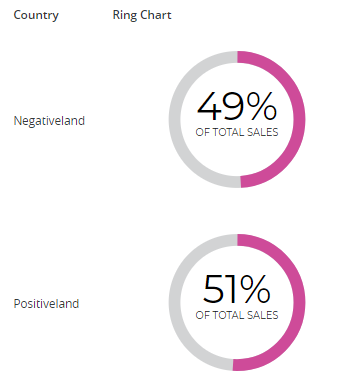 Country Ring Chart
Negativeland
49%
OF TOTAL SALES
Positiveland
51%
OF TOTAL SALES